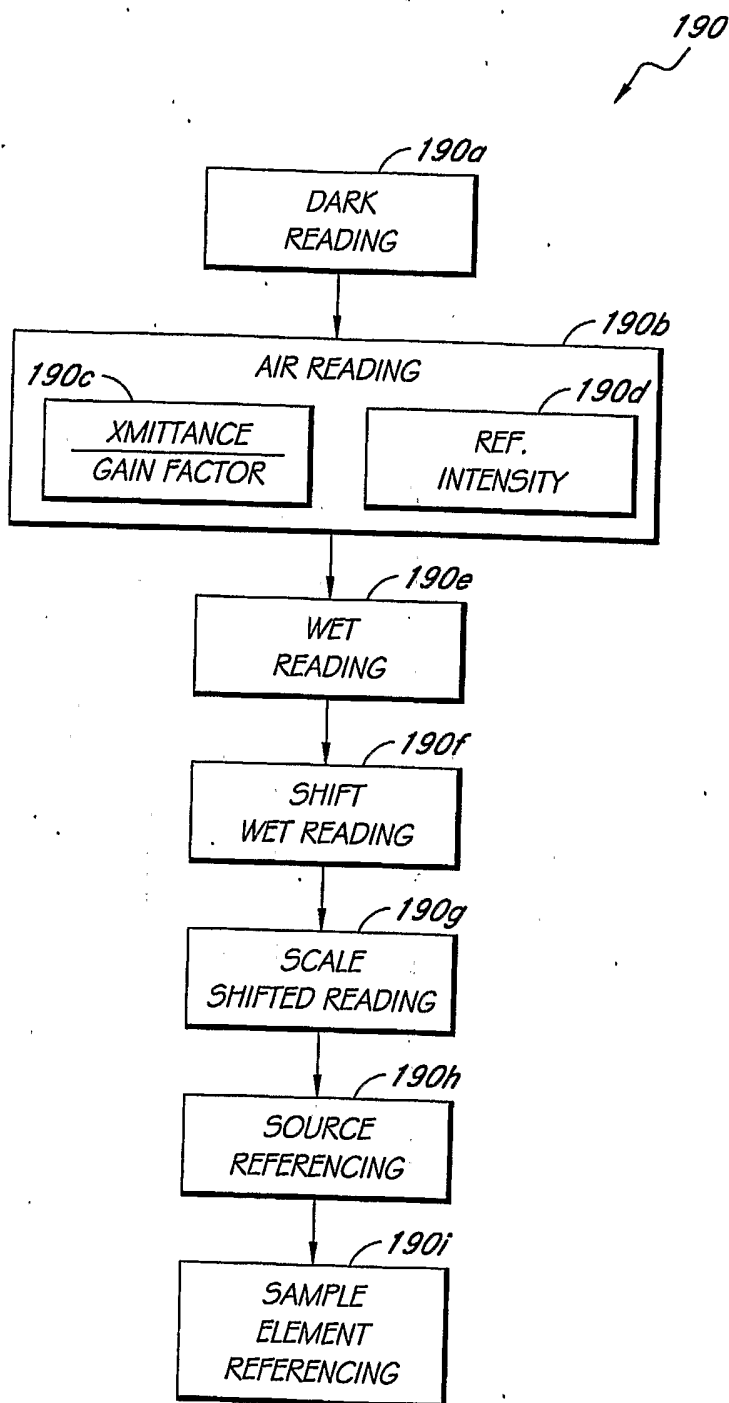 190
190a
DARK
READING
190b
AIR READING
190c
XMITTANCE
GAIN FACTOR
190d
REF.
INTENSITY
190e
WET
READING
190f
SHIFT
WET READING
190g
SCALE
SHIFTED READING
190h
SOURCE
REFERENCING
190i
SAMPLE
ELEMENT
REFERENCING